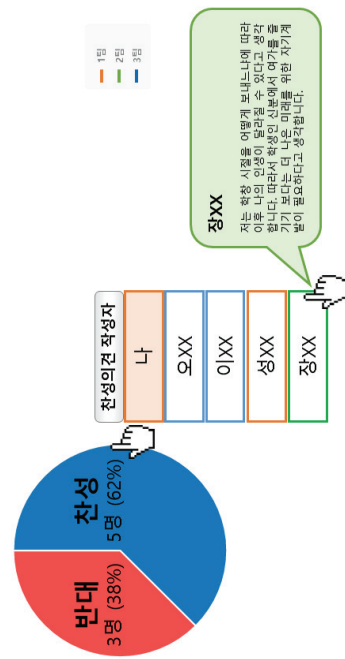 반대
3명 (38%)
찬성
5명 (62%)
찬성의견 작성자
나
오XX
이XX
성XX
장XX
장XX
저는 학창 시절을 어떻게 보내느냐에 따라
이후 나의 인생이 달라질 수 있다고 생각
합니다. 따라서 학생인 신분에서 여가를 즐
기기 보다는 더 나은 미래를 위한 자기계
발이 필요하다고 생각합니다.
1팀
2팀
3팀